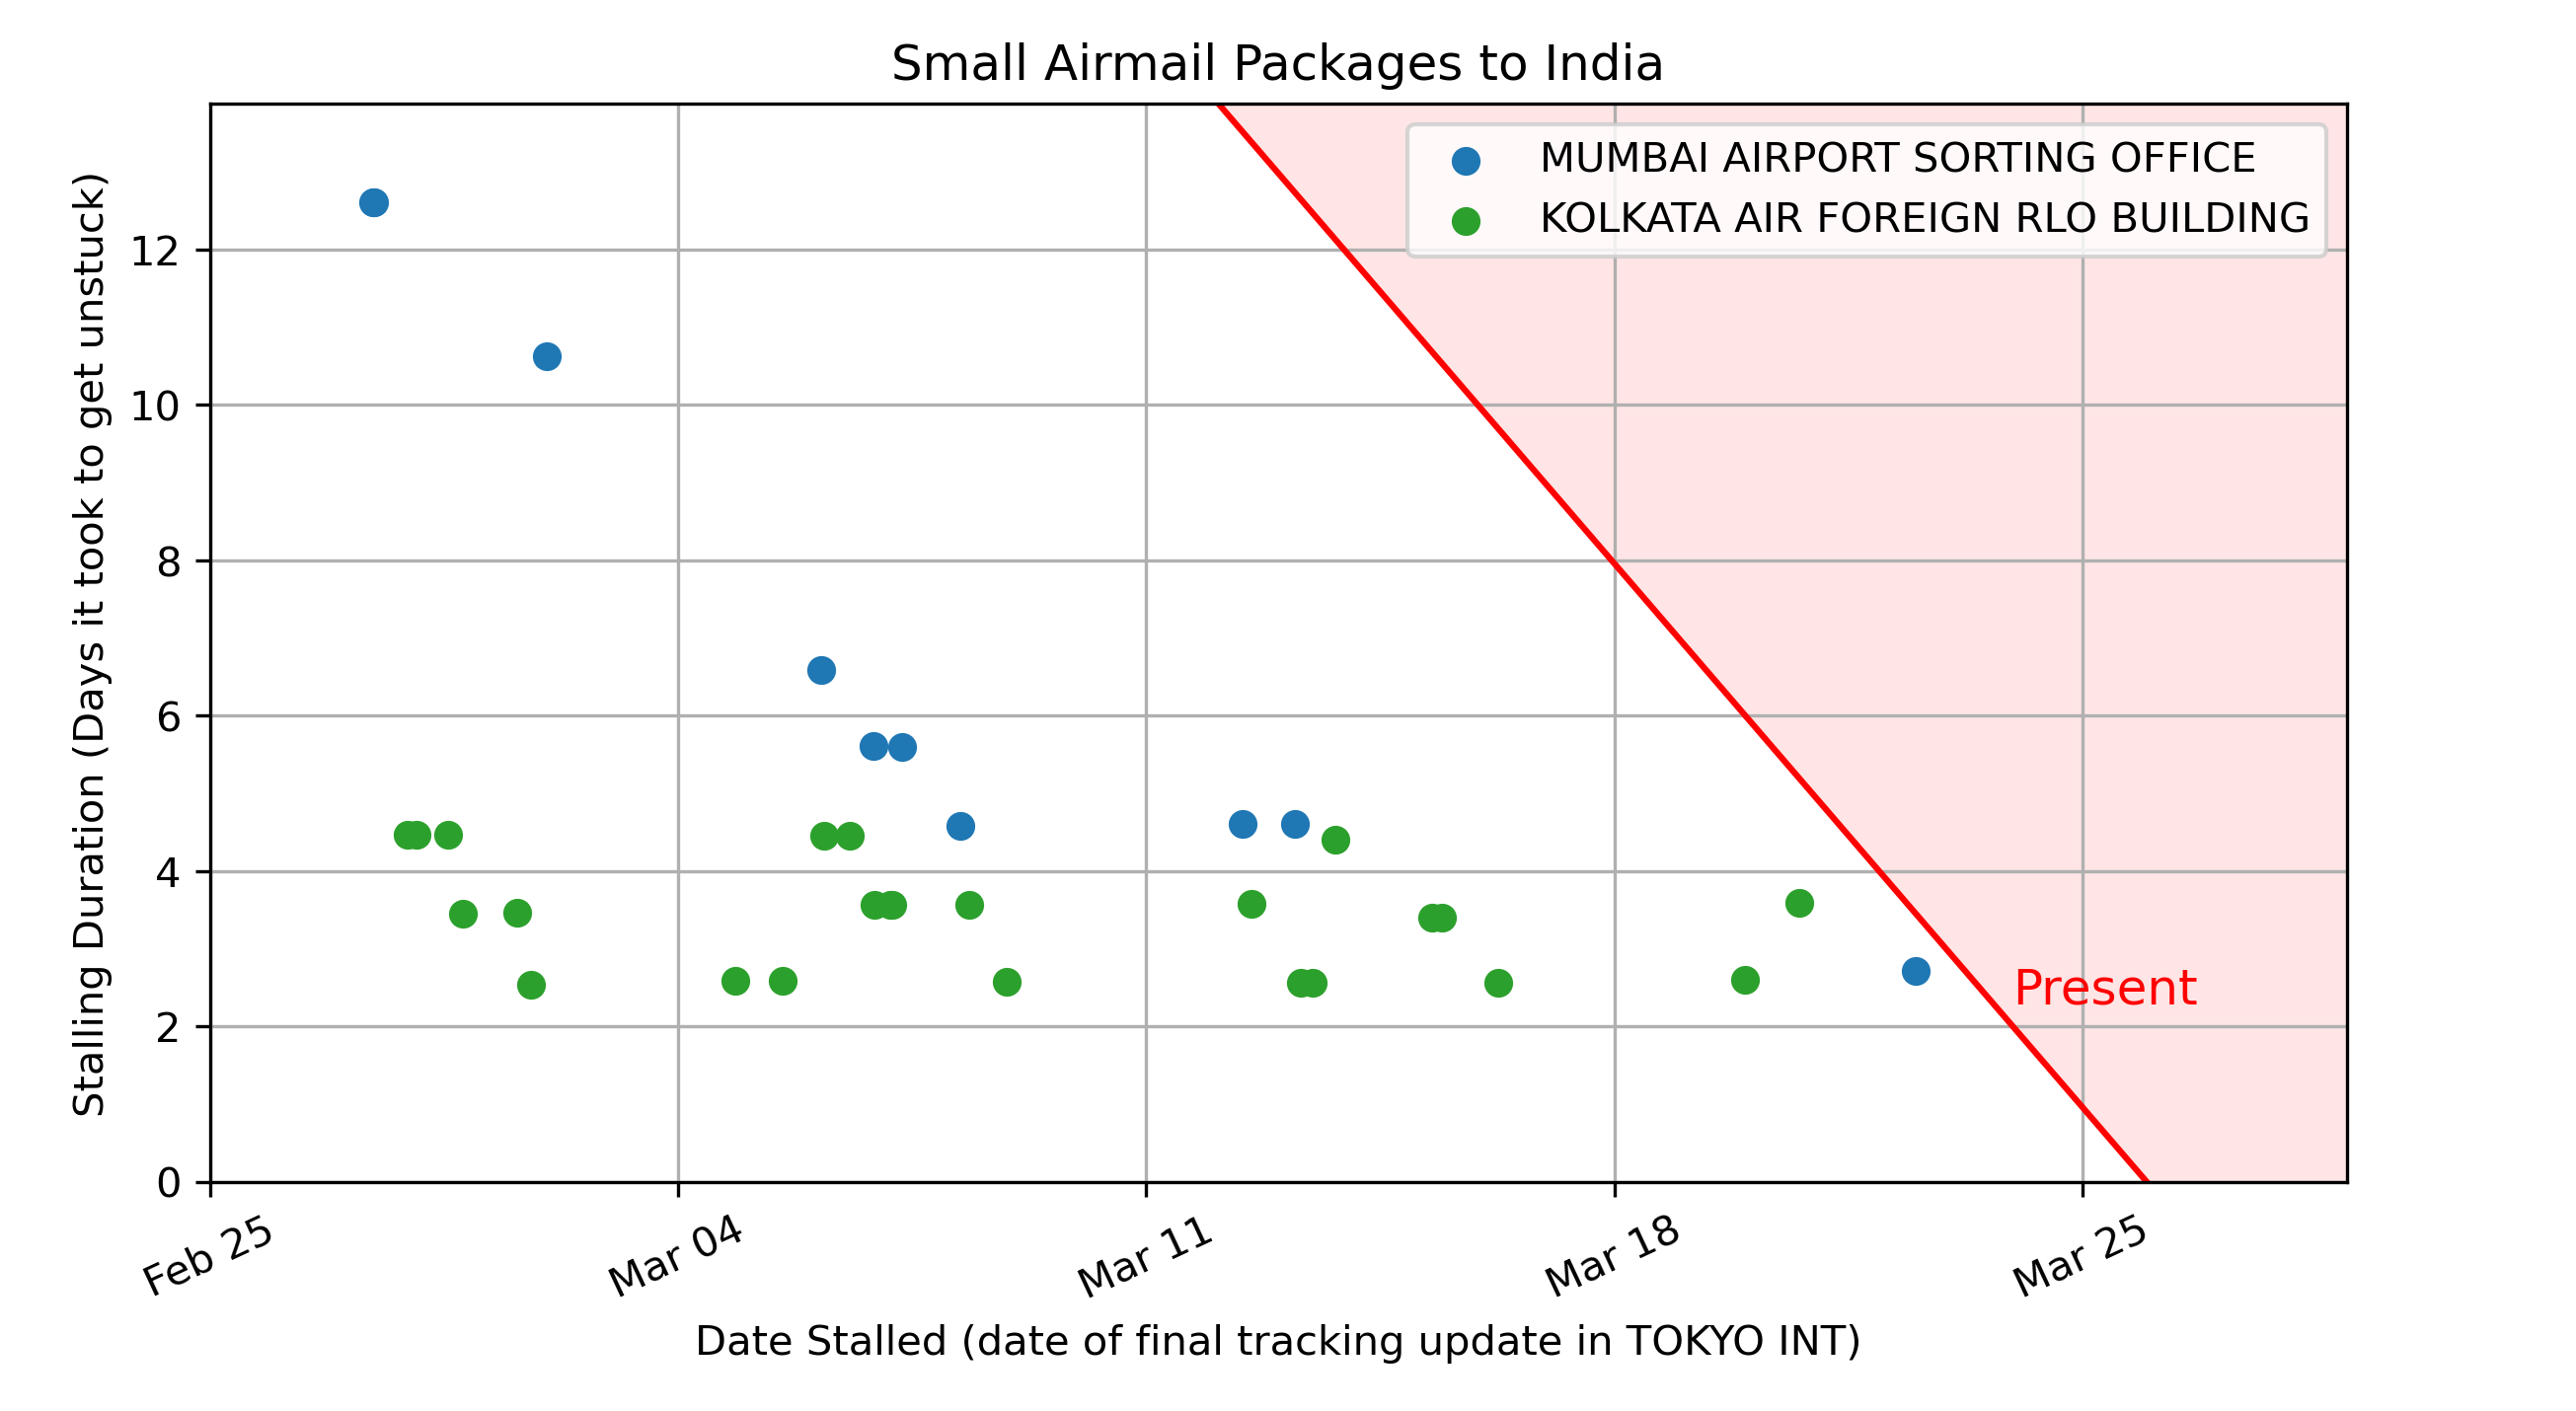 Small Airmail Packages to India
MUMBAI AIRPORT SORTING OFFICE
KOLKATA AIR FOREIGN RLO BUILDING
Stalling Duration (Days it took to get unstuck)
12
10
8
6
4
2
0
Present
Feb 25
Mar 04
Mar 11
Mar 18
Mar 25
Date Stalled (date of final tracking update in TOKYO INT)